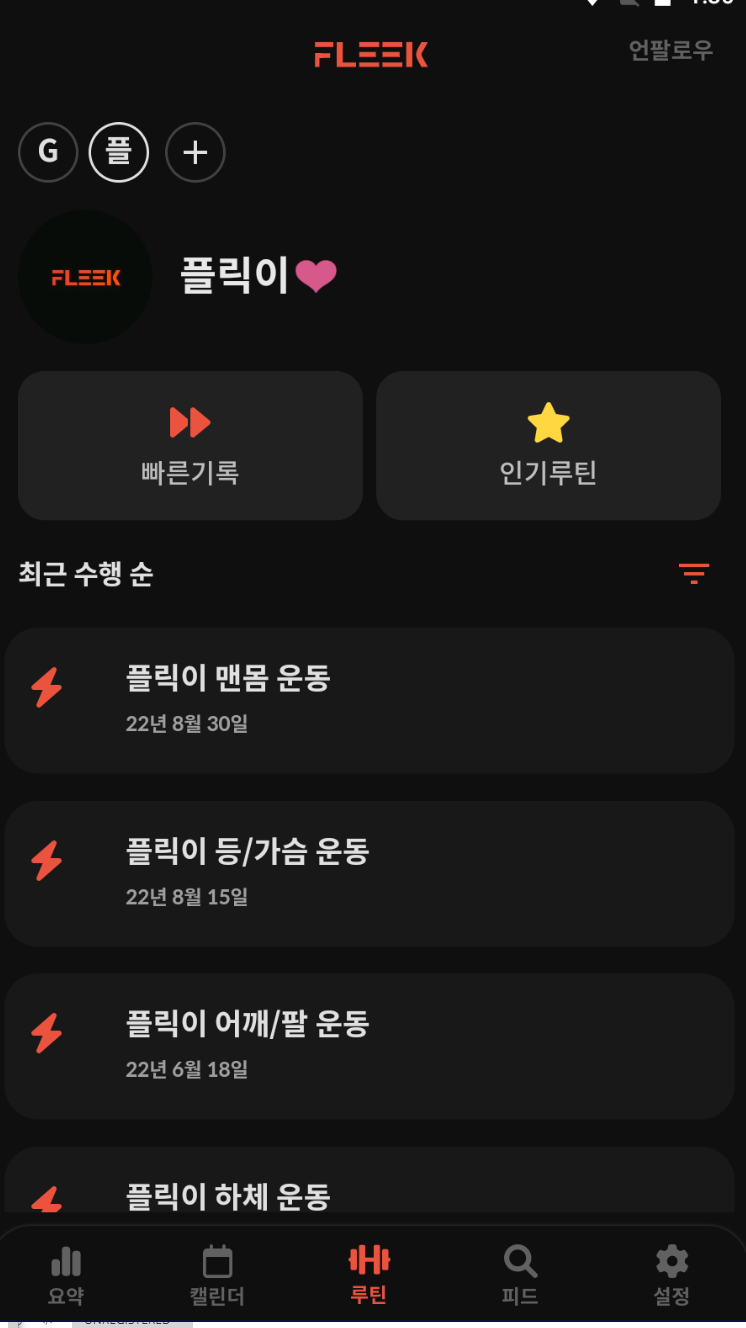 FLEEK
언팔로우
G 플 +
FLEEK
플릭이
빠른기록
인기루틴
최근 수행 순
플릭이 맨몸 운동
22년 8월 30일
플릭이 등/가슴 운동
22년 8월 15일
플릭이 어깨/팔 운동
22년 6월 18일
플릭이 하체 운동
요약
캘린더
루틴
피드
설정